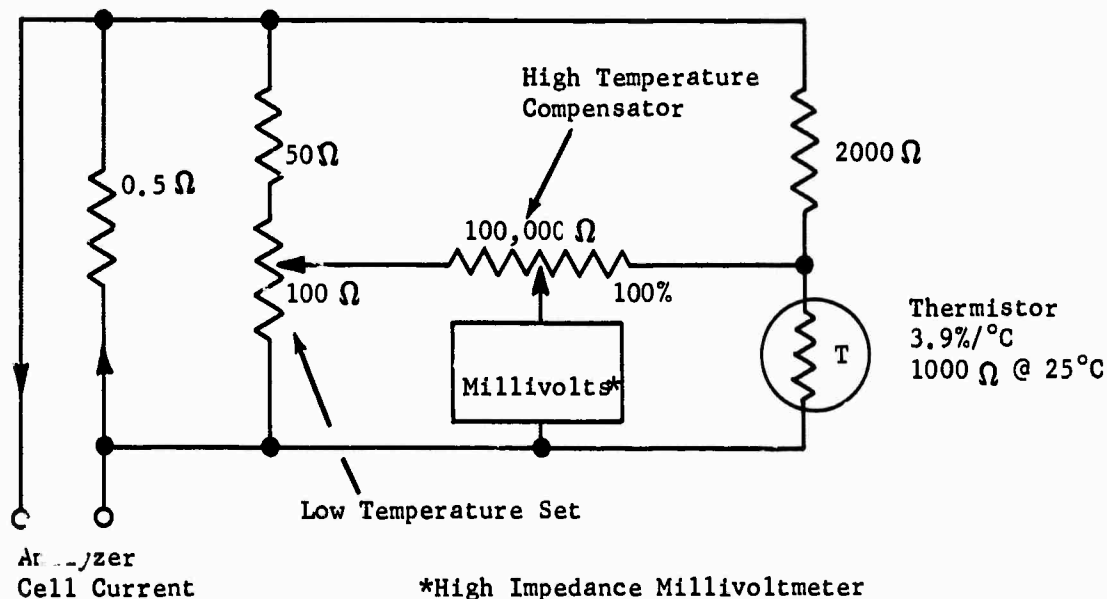 High Temperature
Compensator
50Ω
2000 Ω
0.5 Ω
100,000 Ω
100 Ω
100%
Thermistor
3.9%/°C
1000 Ω @ 25°C
T
Millivolts*
Low Temperature Set
Cell Current
*High Impedance Millivoltmeter